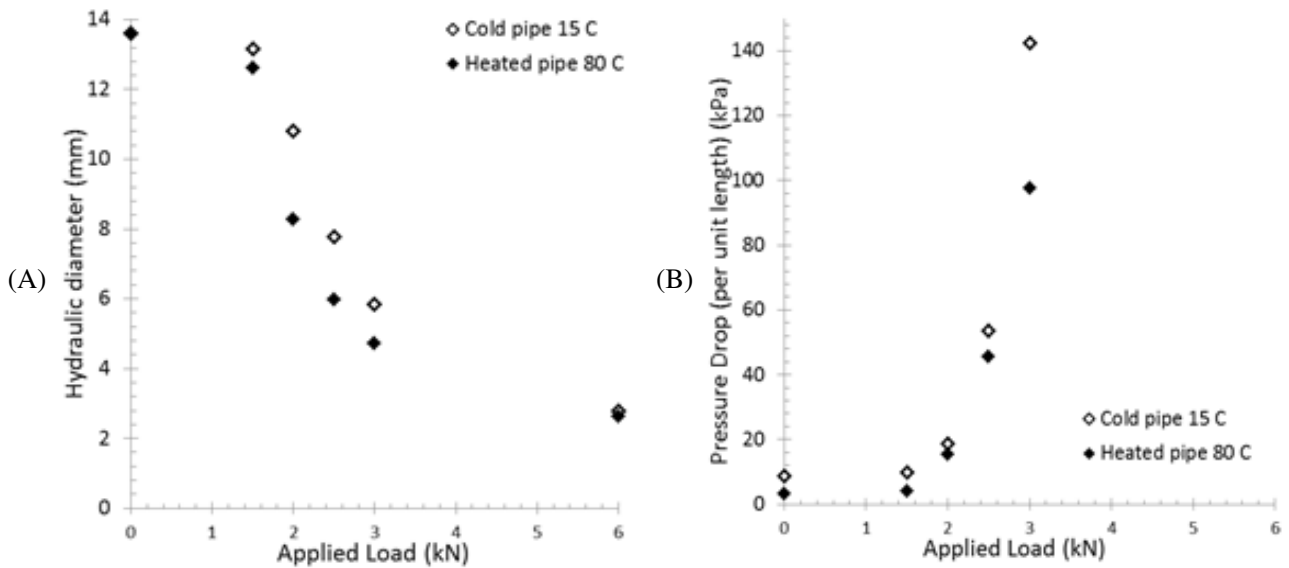 (A)
Hydraulic diameter (mm)
14
12
10
8
6
4
2
0
0 1 2 3 4 5 6
Applied Load (kN)
Cold pipe 15 C
Heated pipe 80 C
(B)
Pressure Drop (per unit length) (kPa)
140
120
100
80
60
40
20
0
0 1 2 3 4 5 6
Applied Load (kN)
Cold pipe 15 C
Heated pipe 80 C